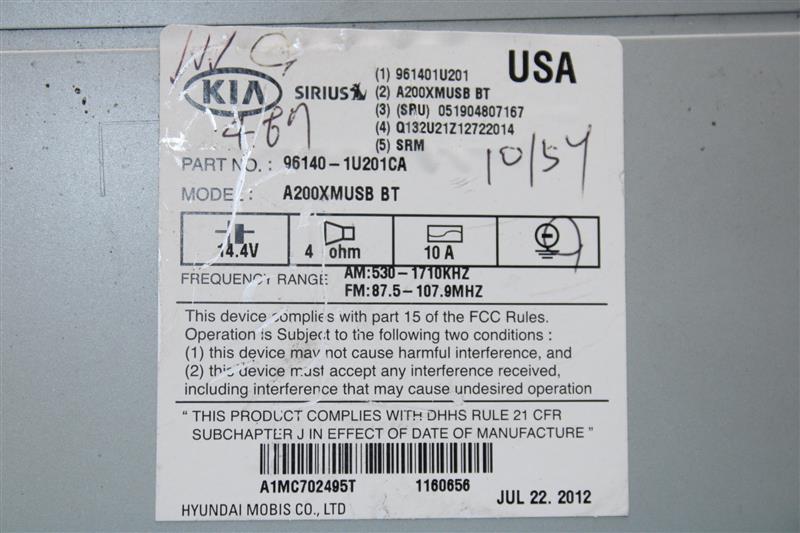 USA
KIA
SIRIUS
(1) 961401U201
(2) A200XMUSB BT
(3) (SPU) 051904807167
(4) Q132U21Z12722014
(5) SRM
487
10/54
PART NO. : 96140-1U201CA
MODEL : A200XMUSB BT
14.4V
4 ohm
10 A
FREQUENCY RANGE AM:530-1710KHZ
FM:87.5-107.9MHZ
This device complies with part 15 of the FCC Rules.
Operation is Subject to the following two conditions :
(1) this device may not cause harmful interference, and
(2) this device must accept any interference received,
including interference that may cause undesired operation
“ THIS PRODUCT COMPLIES WITH DHHS RULE 21 CFR
SUBCHAPTER J IN EFFECT OF DATE OF MANUFACTURE ”
A1MC702495T 1160656
HYUNDAI MOBIS CO., LTD
JUL 22. 2012